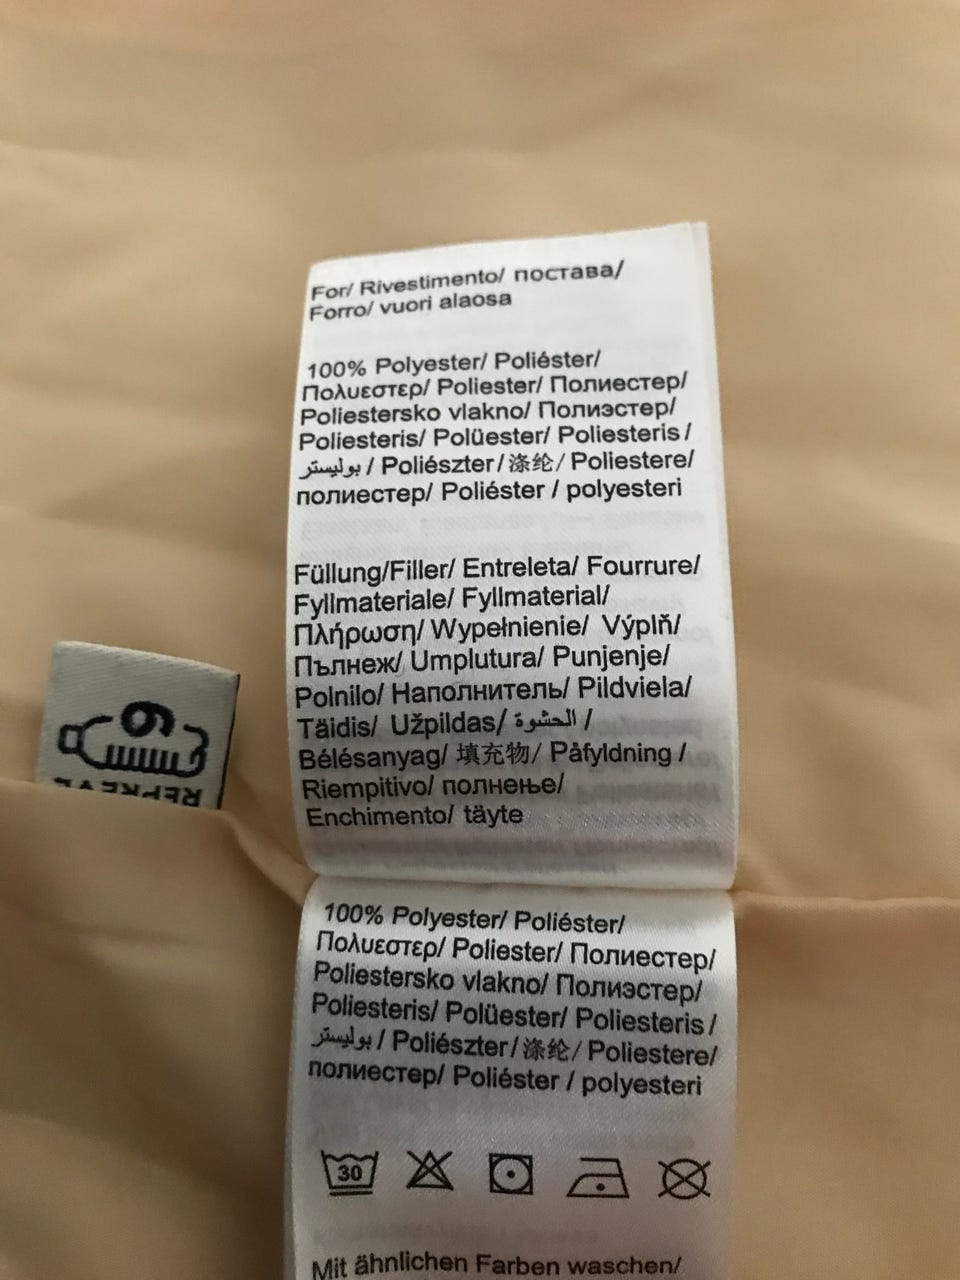 For/ Rivestimento/ постава/
Forro/ vuori alaosa
100% Polyester/ Poliéster/
Πολυεστερ/ Poliester/ Полиестер/
Poliestersko vlakno/ Полиэстер/
Poliesteris/ Polüester/ Poliesteris/
بوليستر / Poliészter/涤纶/ Poliestere/
полиестер/ Poliéster / polyesteri
Füllung/Filler/ Entreleta/ Fourrure/
Fyllmateriale/ Fyllmaterial/
Πλήρωση/ Wypełnienie/ Výplň/
Пълнеж/ Umplutura/ Punjenje/
Polnilo/ Наполнитель/ Pildviela/
Täidis/ Užpildas/ الحشوة /
Bélésanyag/ 填充物/ Påfyldning /
Riempitivo/ полнење/
Enchimento/ täyte
100% Polyester/ Poliéster/
Πολυεστερ/ Poliester/ Полиестер/
Poliestersko vlakno/ Полиэстер/
Poliesteris/ Polüester/ Poliesteris/
بوليستر / Poliészter/涤纶/ Poliestere/
полиестер/ Poliéster / polyesteri
30
Mit ähnlichen Farben waschen/
9
REPREVE